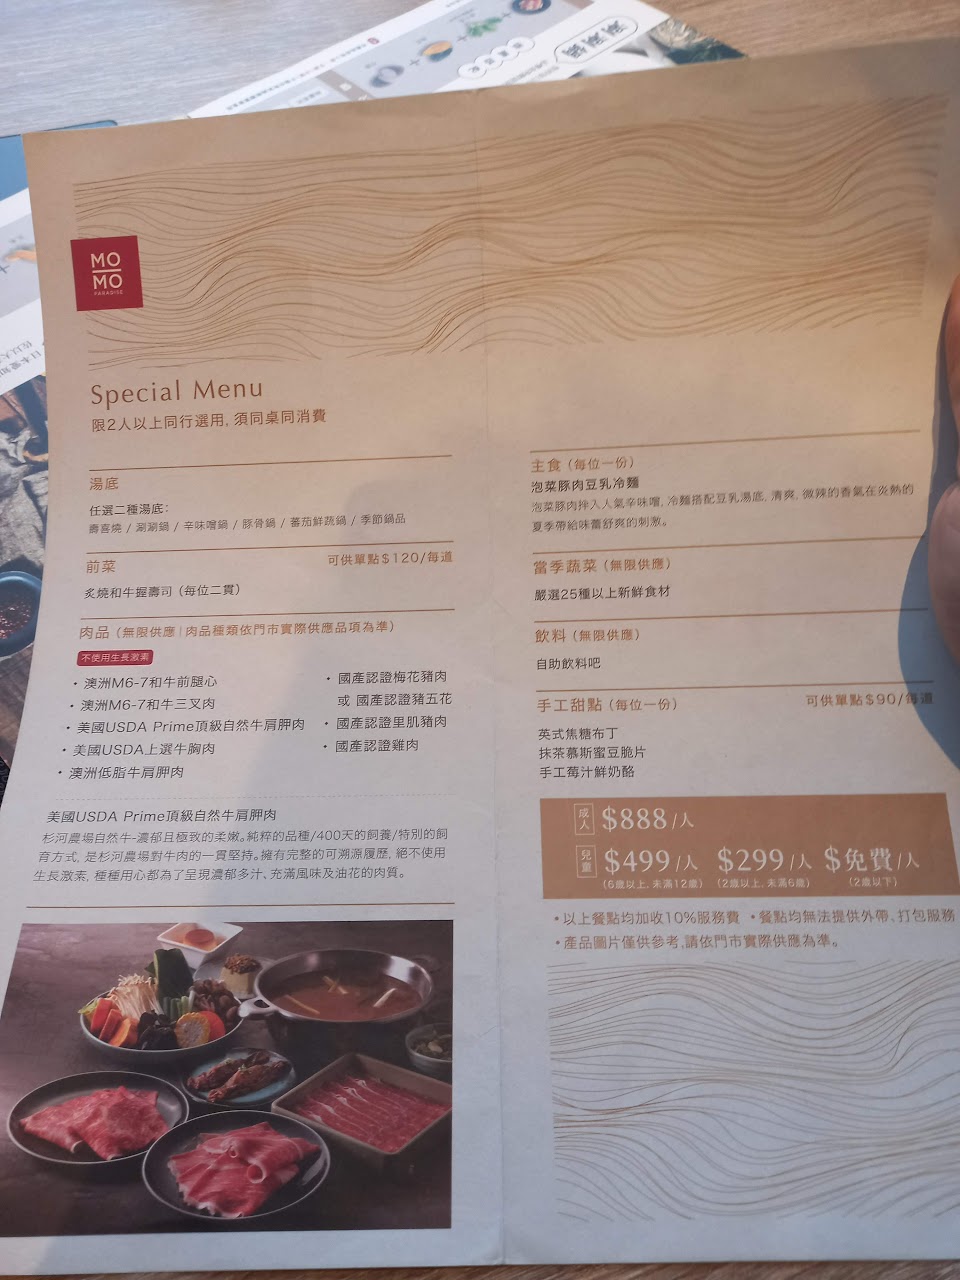 涮涮鍋
MO
MO
PARADISE
Special Menu
限2人以上同行選用, 須同桌同消費
湯底
任選二種湯底:
壽喜燒 / 涮涮鍋 / 辛味噌鍋 / 豚骨鍋 / 蕃茄鮮蔬鍋 / 季節鍋品
前菜 可供單點$120/每道
炙燒和牛握壽司 (每位二貫)
肉品 (無限供應|肉品種類依門市實際供應品項為準)
不使用生長激素
・澳洲M6-7和牛前腿心
・澳洲M6-7和牛三叉肉
・美國USDA Prime頂級自然牛肩胛肉
・美國USDA上選牛胸肉
・澳洲低脂牛肩胛肉
・國產認證梅花豬肉
或 國產認證豬五花
・國產認證里肌豬肉
・國產認證雞肉
美國USDA Prime頂級自然牛肩胛肉
杉河農場自然牛-濃郁且極致的柔嫩。純粹的品種/400天的飼養/特別的飼
育方式, 是杉河農場對牛肉的一貫堅持。擁有完整的可溯源履歷, 絕不使用
生長激素, 種種用心都為了呈現濃郁多汁、充滿風味及油花的肉質。
主食 (每位一份)
泡菜豚肉豆乳冷麵
泡菜豚肉拌入人氣辛味噌, 冷麵搭配豆乳湯底, 清爽, 微辣的香氣在炎熱的
夏季帶給味蕾舒爽的刺激。
當季蔬菜 (無限供應)
嚴選25種以上新鮮食材
飲料 (無限供應)
自助飲料吧
手工甜點 (每位一份) 可供單點$90/每道
英式焦糖布丁
抹茶慕斯蜜豆脆片
手工莓汁鮮奶酪
成人 $888/人
兒童 $499/人 $299/人 $免費/人
(6歲以上, 未滿12歲) (2歲以上, 未滿6歲) (2歲以下)
・以上餐點均加收10%服務費 ・餐點均無法提供外帶、打包服務
・產品圖片僅供參考,請依門市實際供應為準。